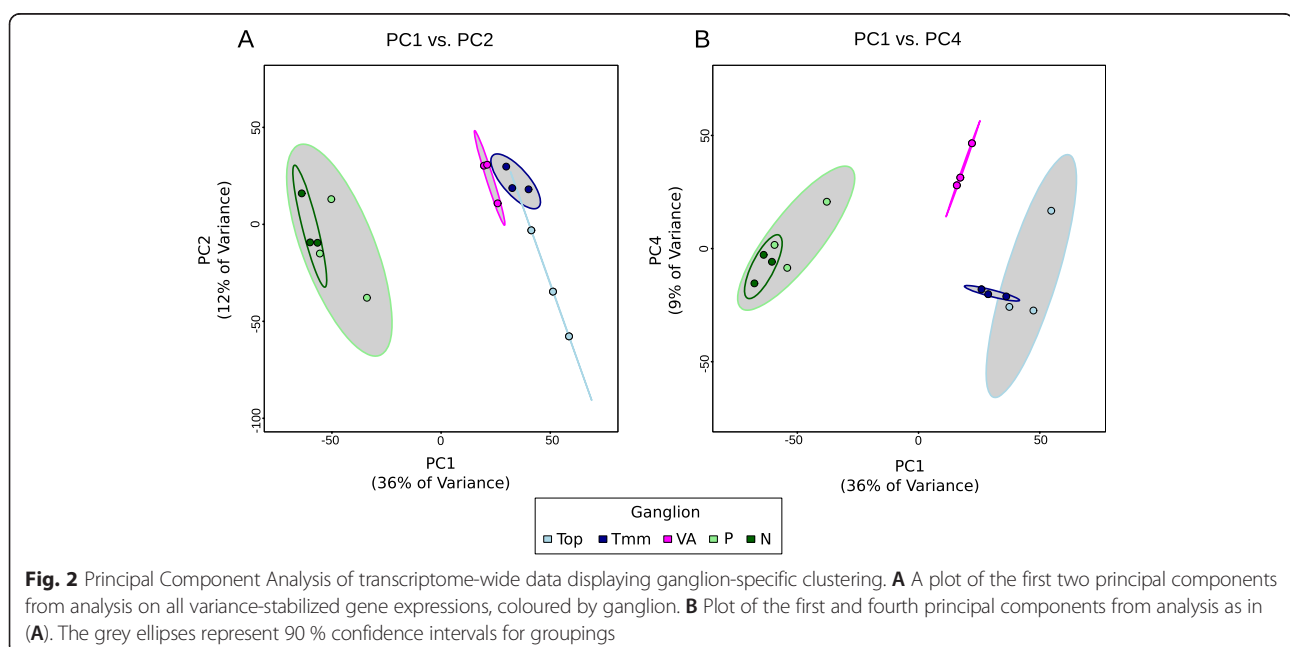 A
PC1 vs. PC2
50
0
-50
-100
PC2
(12% of Variance)
-50
0
50
PC1
(36% of Variance)
B
PC1 vs. PC4
50
0
-50
PC4
(9% of Variance)
-50
0
50
PC1
(36% of Variance)
Ganglion
Top Tmm VA P N
Fig. 2 Principal Component Analysis of transcriptome-wide data displaying ganglion-specific clustering. A A plot of the first two principal components
from analysis on all variance-stabilized gene expressions, coloured by ganglion. B Plot of the first and fourth principal components from analysis as in
(A). The grey ellipses represent 90 % confidence intervals for groupings